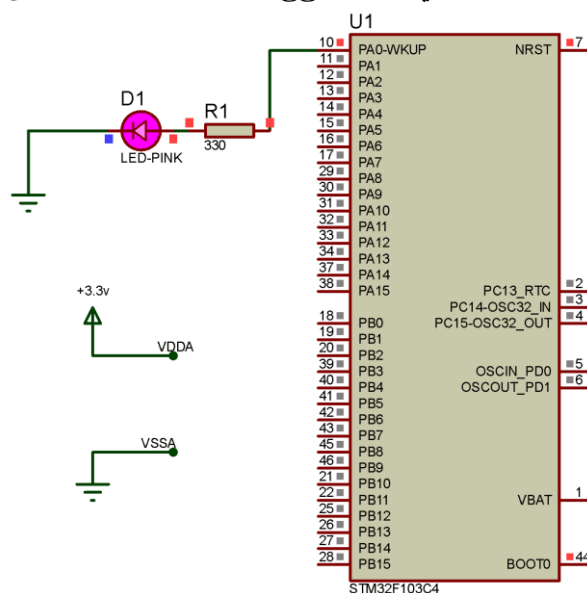 U1
10 PA0-WKUP NRST 7
11 PA1
12 PA2
13 PA3
14 PA4
15 PA5
16 PA6
17 PA7
29 PA8
30 PA9
31 PA10
32 PA11
33 PA12
34 PA13
37 PA14
38 PA15
PC13_RTC 2
PC14-OSC32_IN 3
PC15-OSC32_OUT 4
18 PB0
19 PB1
20 PB2
39 PB3
40 PB4
41 PB5
42 PB6
43 PB7
45 PB8
46 PB9
21 PB10
22 PB11
25 PB12
26 PB13
27 PB14
28 PB15
OSCIN_PD0 5
OSCOUT_PD1 6
VBAT 1
BOOT0 44
STM32F103C4
D1
LED-PINK
R1
330
+3.3v
VDDA
VSSA